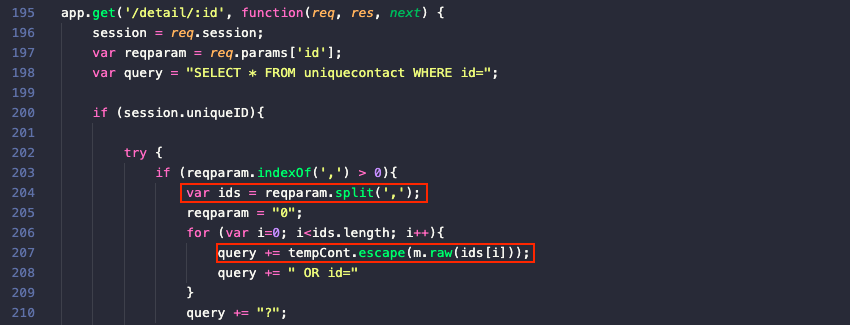 195 app.get('/detail/:id', function(req, res, next) {
196 session = req.session;
197 var reqparam = req.params['id'];
198 var query = "SELECT * FROM uniquecontact WHERE id=";
199
200 if (session.uniqueID){
201
202 try {
203 if (reqparam.indexOf(',') > 0){
204 var ids = reqparam.split(',');
205 reqparam = "0";
206 for (var i=0; i<ids.length; i++){
207 query += tempCont.escape(m.raw(ids[i]));
208 query += " OR id="
209 }
210 query += "?";